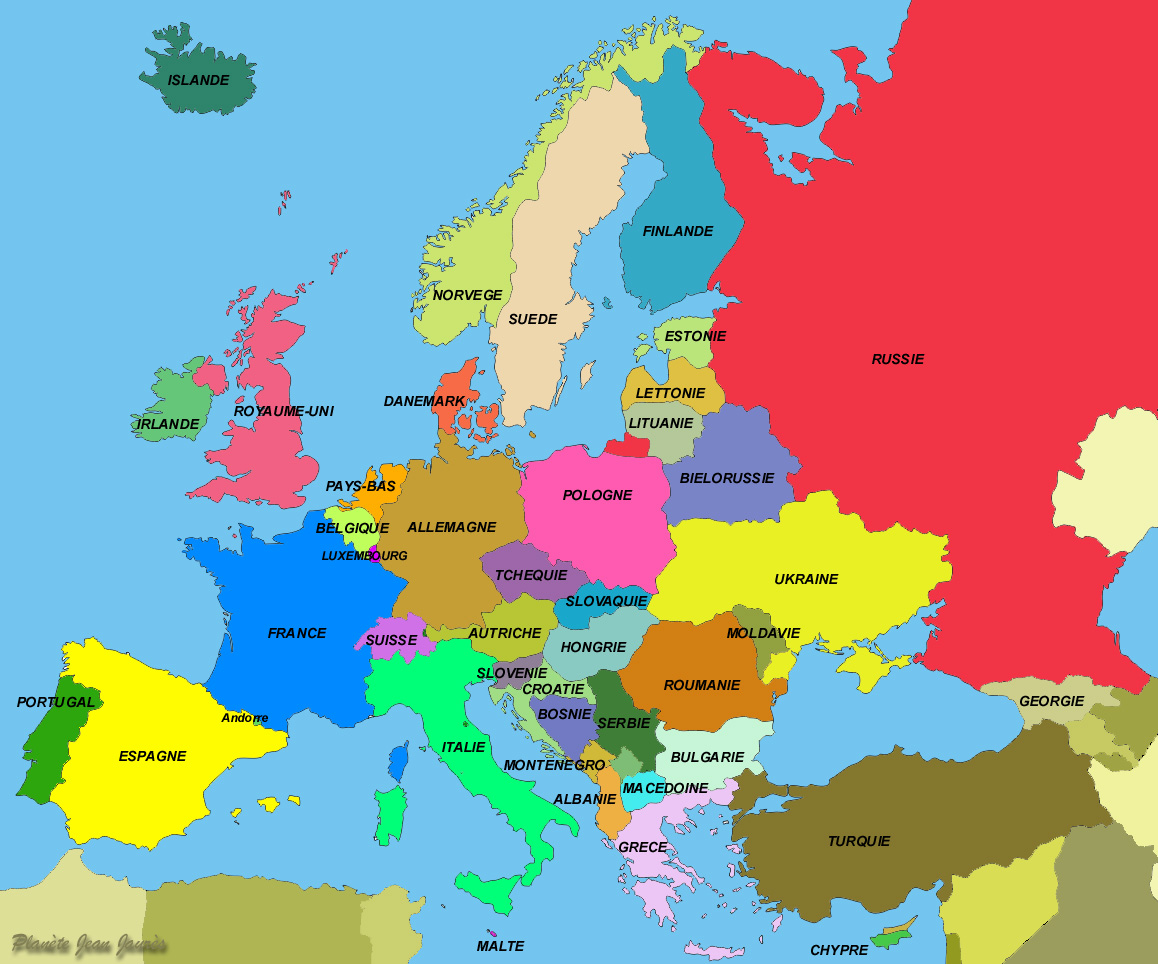 ISLANDE
FINLANDE
NORVEGE
SUEDE
ESTONIE
RUSSIE
LETTONIE
DANEMARK
ROYAUME-UNI
IRLANDE
LITUANIE
BIELORUSSIE
PAYS-BAS
POLOGNE
BELGIQUE
ALLEMAGNE
LUXEMBOURG
TCHEQUIE
UKRAINE
SLOVAQUIE
FRANCE
SUISSE
AUTRICHE
MOLDAVIE
HONGRIE
SLOVENIE
CROATIE
ROUMANIE
PORTUGAL
GEORGIE
Andorre
BOSNIE
SERBIE
ESPAGNE
ITALIE
BULGARIE
MONTENEGRO
MACEDOINE
ALBANIE
TURQUIE
GRECE
Planète Jean Jaurès
MALTE
CHYPRE